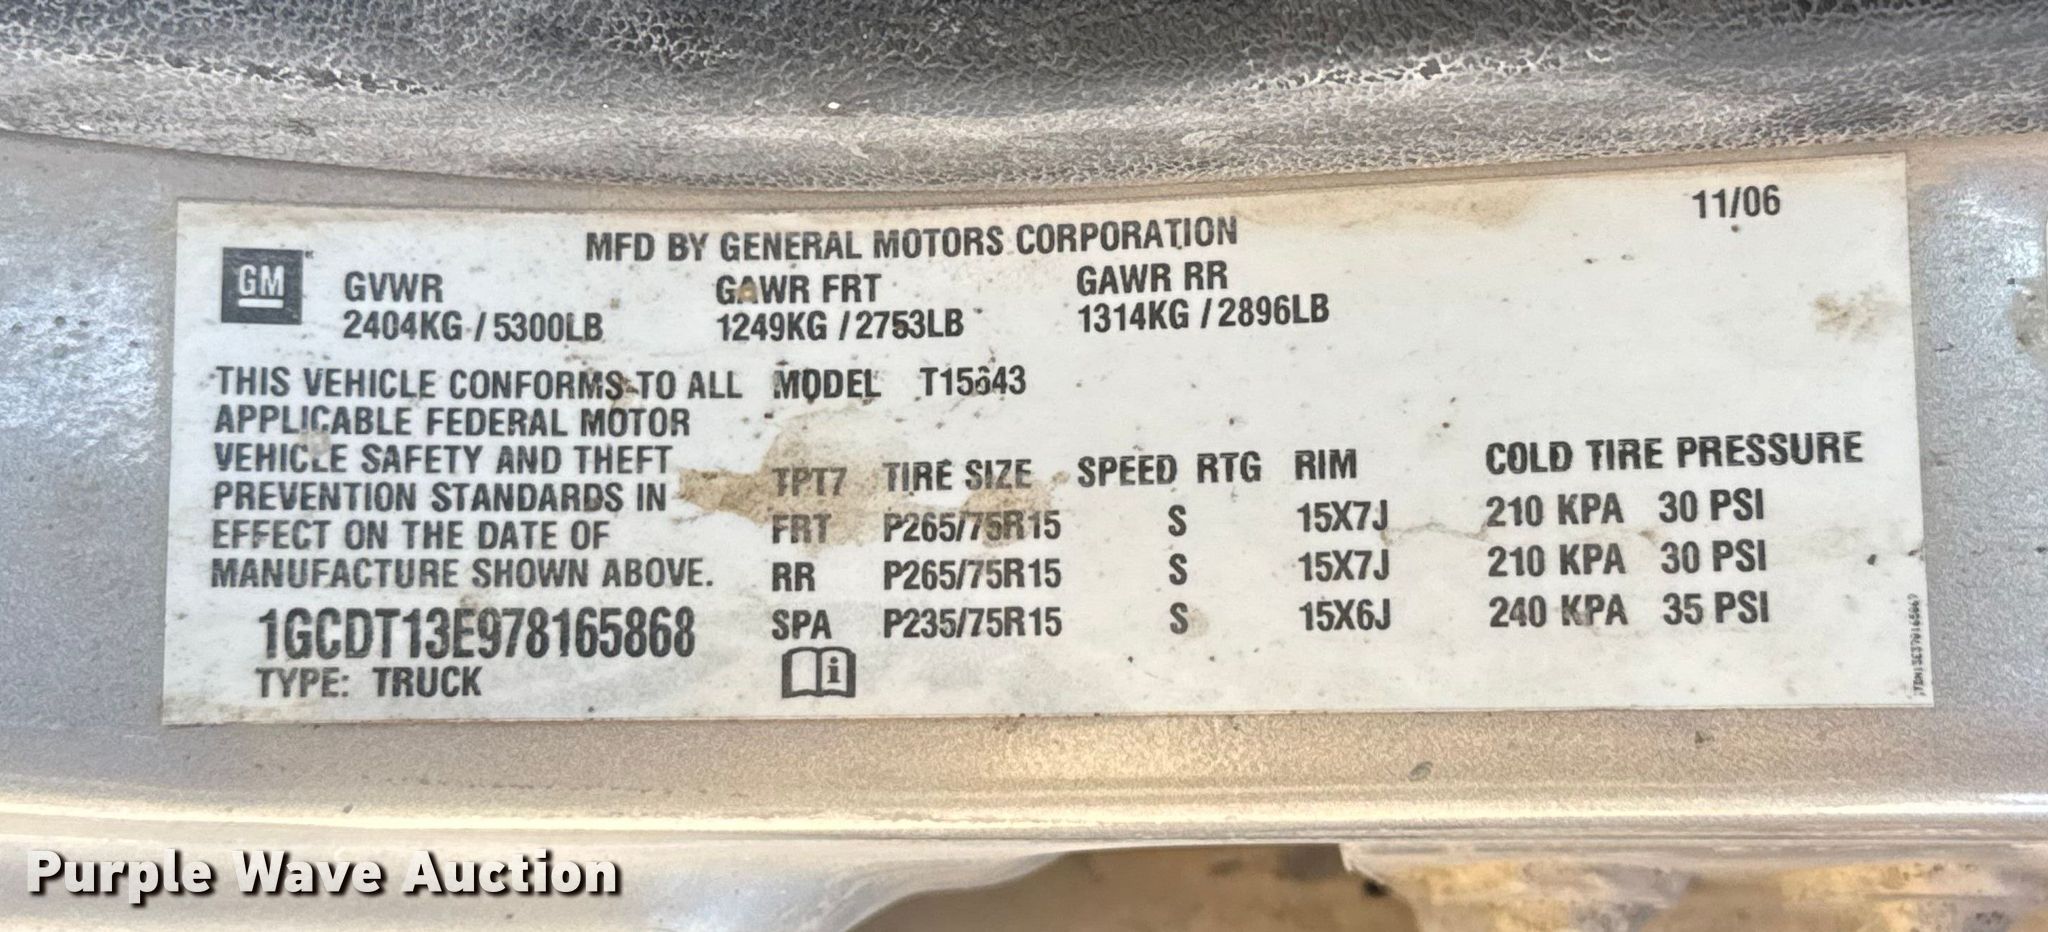 11/06
MFD BY GENERAL MOTORS CORPORATION
GM
GVWR GAWR FRT GAWR RR
2404KG / 5300LB 1249KG / 2753LB 1314KG / 2896LB
THIS VEHICLE CONFORMS TO ALL MODEL T15643
APPLICABLE FEDERAL MOTOR
VEHICLE SAFETY AND THEFT
PREVENTION STANDARDS IN
EFFECT ON THE DATE OF
MANUFACTURE SHOWN ABOVE.
1GCDT13E978165868
TYPE: TRUCK
TPT7 TIRE SIZE SPEED RTG RIM COLD TIRE PRESSURE
FRT P265/75R15 S 15X7J 210 KPA 30 PSI
RR P265/75R15 S 15X7J 210 KPA 30 PSI
SPA P235/75R15 S 15X6J 240 KPA 35 PSI
i
Purple Wave Auction